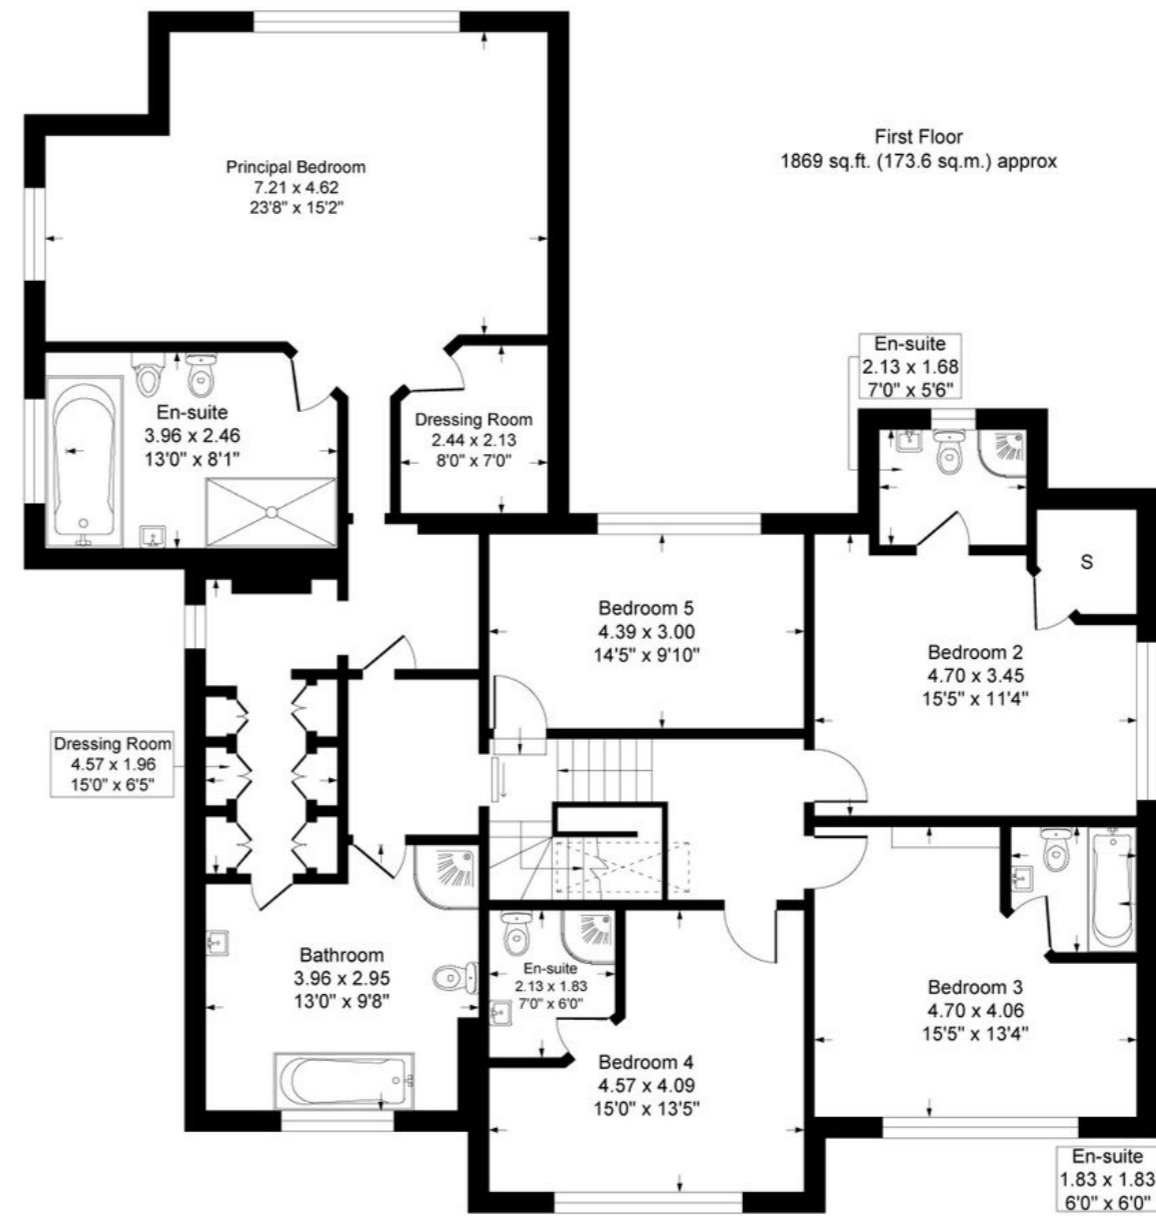 First Floor
1869 sq.ft. (173.6 sq.m.) approx
Principal Bedroom
7.21 x 4.62
23'8" x 15'2"
En-suite
2.13 x 1.68
7'0" x 5'6"
En-suite
3.96 x 2.46
13'0" x 8'1"
Dressing Room
2.44 x 2.13
8'0" x 7'0"
S
Bedroom 5
4.39 x 3.00
14'5" x 9'10"
Bedroom 2
4.70 x 3.45
15'5" x 11'4"
Dressing Room
4.57 x 1.96
15'0" x 6'5"
Bathroom
3.96 x 2.95
13'0" x 9'8"
En-suite
2.13 x 1.83
7'0" x 6'0"
Bedroom 3
4.70 x 4.06
15'5" x 13'4"
Bedroom 4
4.57 x 4.09
15'0" x 13'5"
En-suite
1.83 x 1.83
6'0" x 6'0"